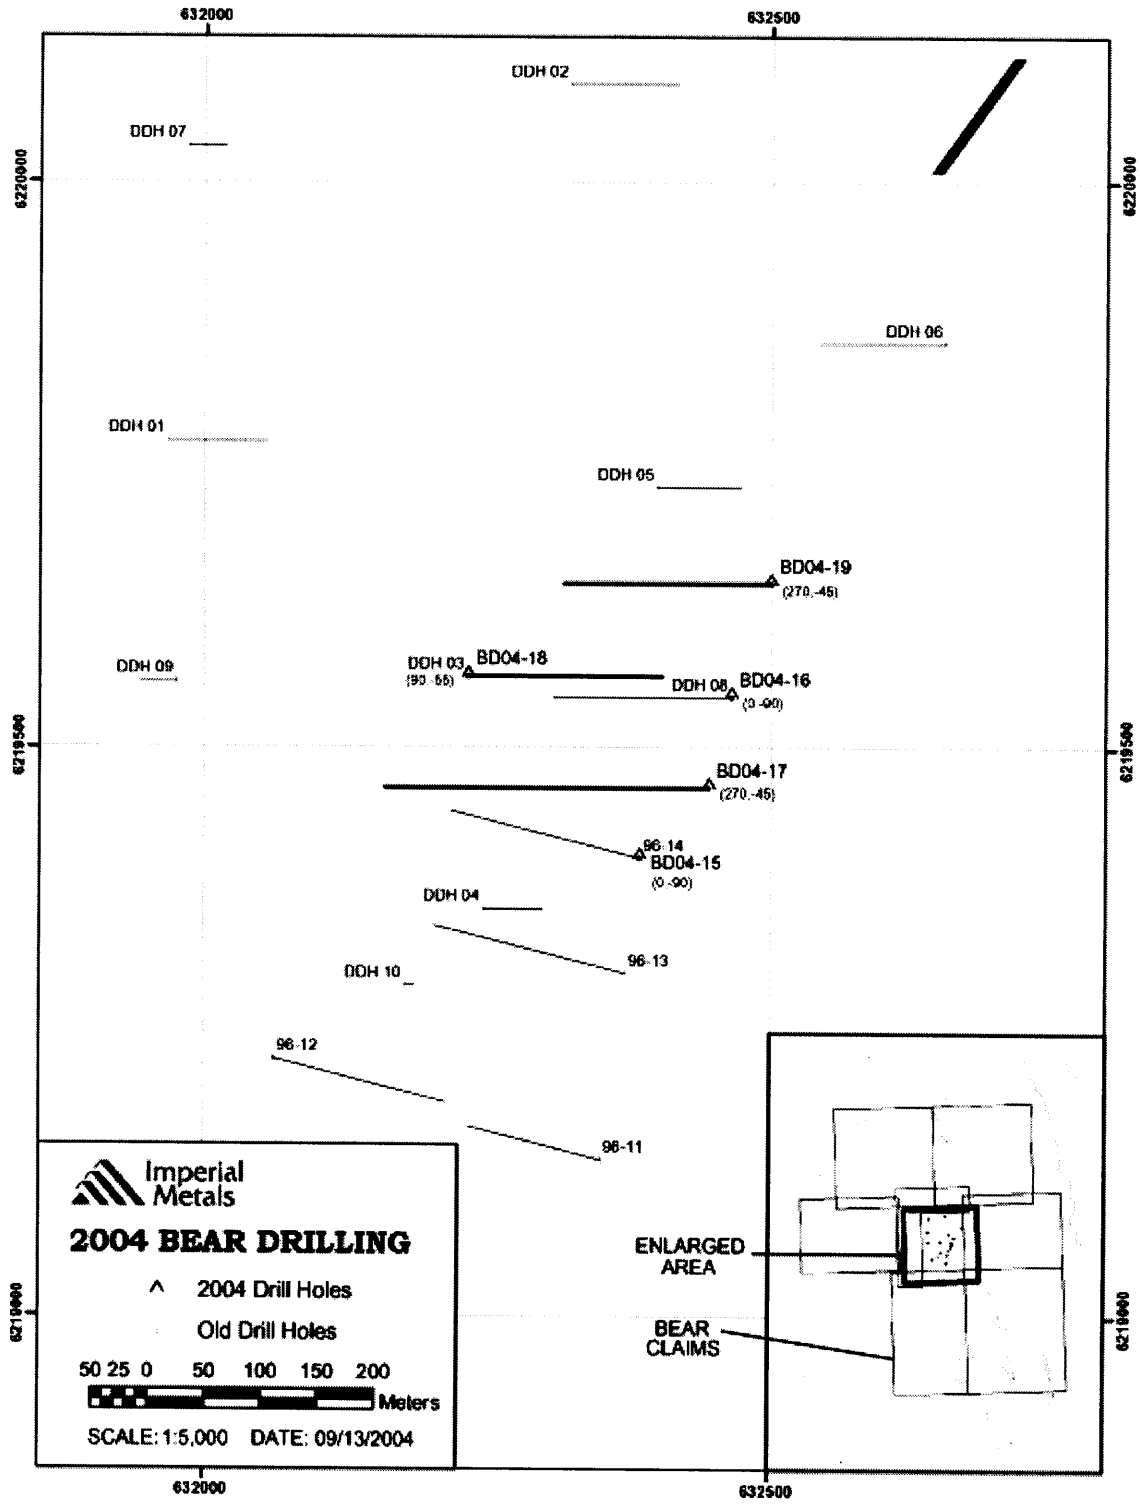 632000
632500
DDH 02
DDH 07
6220000
6220000
DDH 06
DDH 01
DDH 05
BD04-19
(270,-45)
DDH 09
DDH 03
BD04-18
(90,-55)
DDH 08
BD04-16
(0,-90)
6219500
6219500
BD04-17
(270,-45)
96-14
BD04-15
(0,-90)
DDH 04
96-13
DDH 10
96-12
96-11
Imperial
Metals
2004 BEAR DRILLING
2004 Drill Holes
Old Drill Holes
50 25 0 50 100 150 200
Meters
SCALE: 1:5,000 DATE: 09/13/2004
ENLARGED
AREA
BEAR
CLAIMS
6219000
6219000
632000
632500